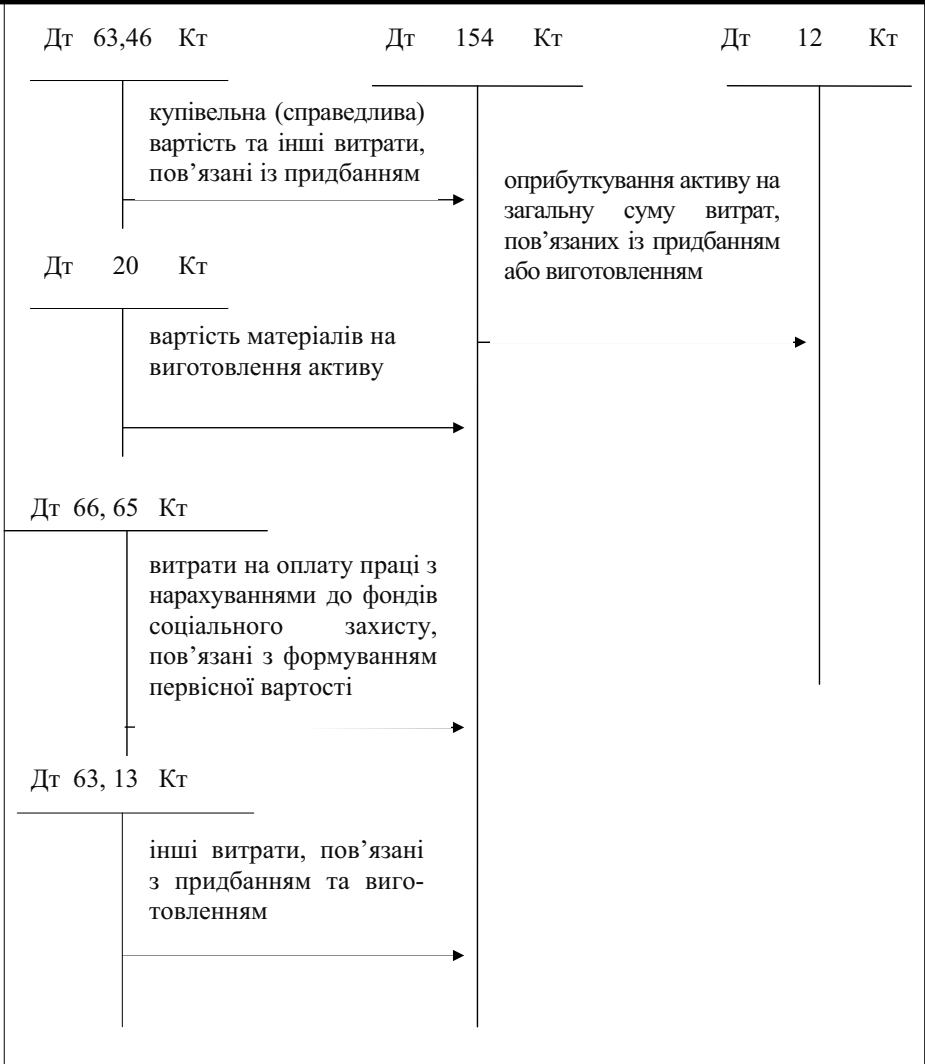 Дт 63,46 Кт
Дт 154 Кт
Дт 12 Кт
купівельна (справедлива)
вартість та інші витрати,
пов’язані із придбанням
оприбуткування активу на
загальну суму витрат,
пов’язаних із придбанням
або виготовленням
Дт 20 Кт
вартість матеріалів на
виготовлення активу
Дт 66, 65 Кт
витрати на оплату праці з
нарахуваннями до фондів
соціального захисту,
пов’язані з формуванням
первісної вартості
Дт 63, 13 Кт
інші витрати, пов’язані
з придбанням та виго-
товленням